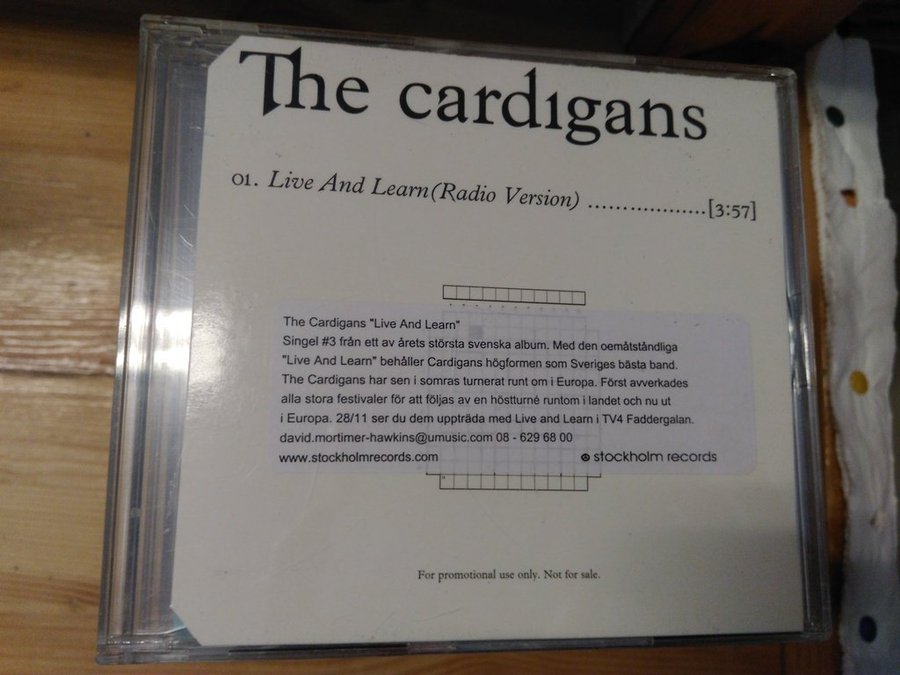 The cardigans
01. Live And Learn(Radio Version) ...................[3:57]
The Cardigans "Live And Learn"
Singel #3 från ett av årets största svenska album. Med den oemåtståndliga
"Live And Learn" behåller Cardigans högformen som Sveriges bästa band.
The Cardigans har sen i somras turnerat runt om i Europa. Först avverkades
alla stora festivaler för att följas av en höstturné runtom i landet och nu ut
i Europa. 28/11 ser du dem uppträda med Live and Learn i TV4 Faddergalan.
david.mortimer-hawkins@umusic.com 08 - 629 68 00
www.stockholmrecords.com stockholm records
For promotional use only. Not for sale.